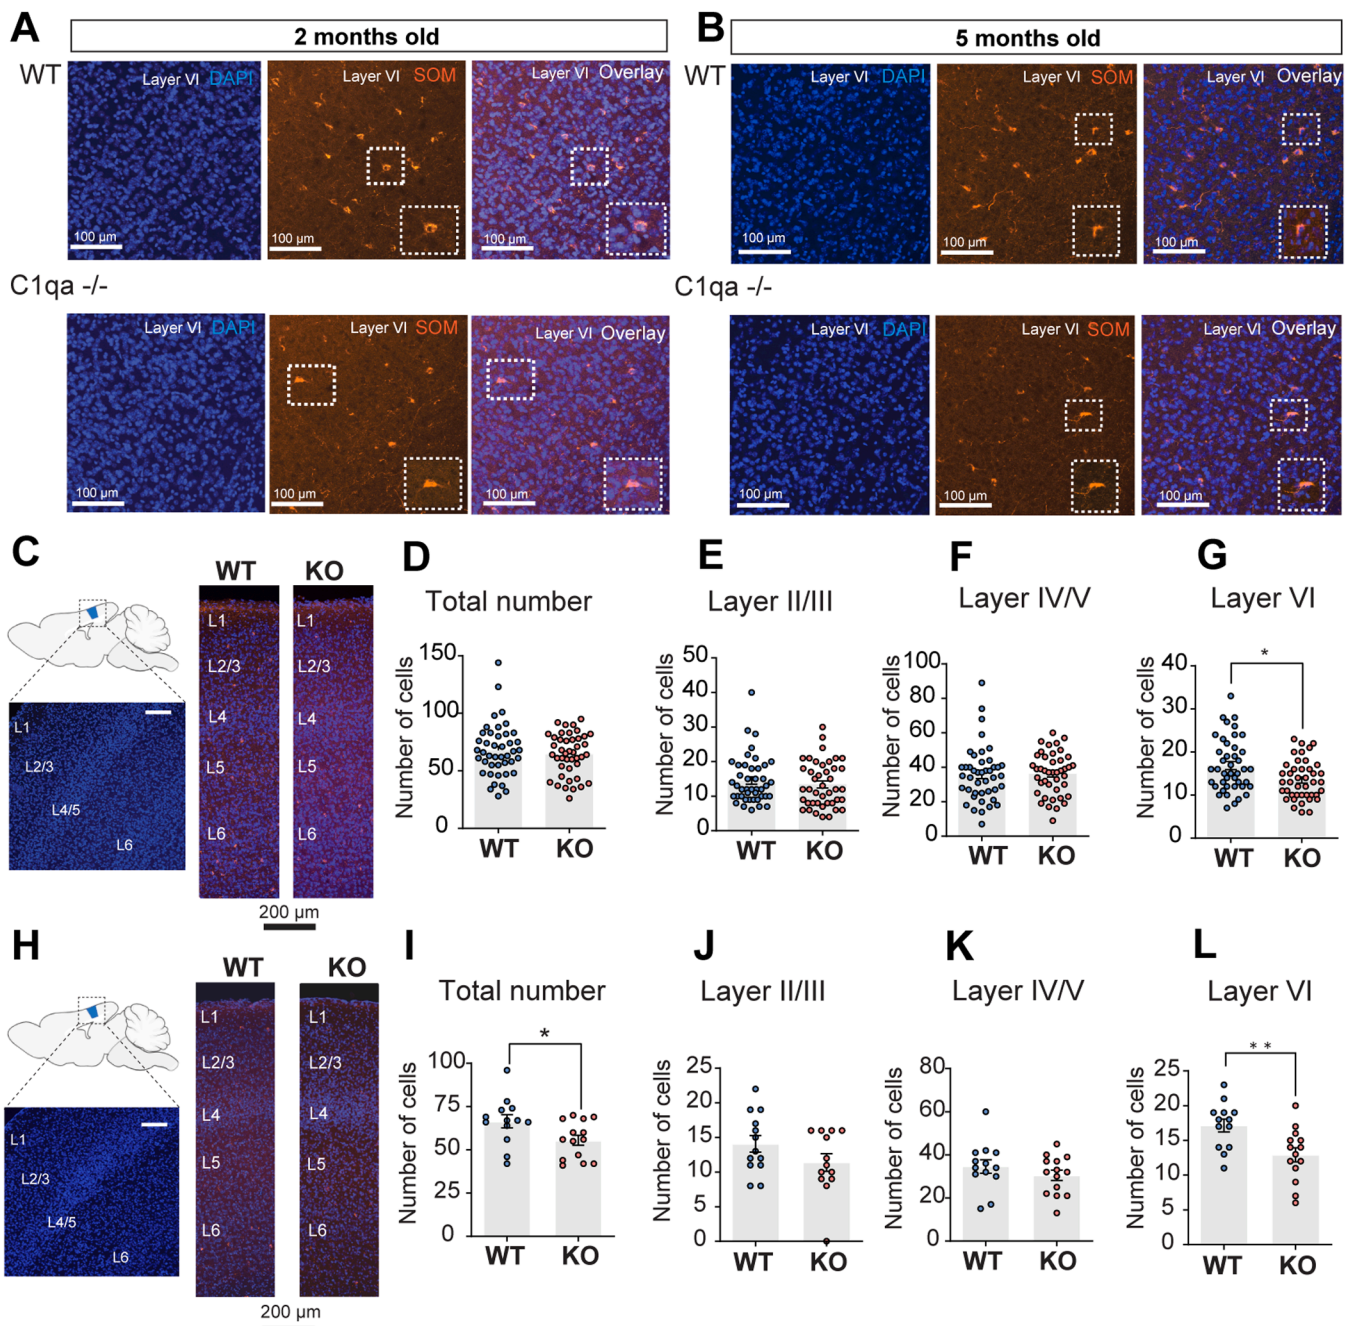 A
2 months old
B
5 months old
WT
Layer VI DAPI
Layer VI SOM
Layer VI Overlay
100 µm
100 µm
100 µm
WT
Layer VI DAPI
Layer VI SOM
Layer VI Overlay
100 µm
100 µm
100 µm
C1qa -/-
Layer VI DAPI
Layer VI SOM
Layer VI Overlay
100 µm
100 µm
100 µm
C1qa -/-
Layer VI DAPI
Layer VI SOM
Layer VI Overlay
100 µm
100 µm
100 µm
C
L1
L2/3
L4/5
L6
WT
L1
L2/3
L4
L5
L6
KO
L1
L2/3
L4
L5
L6
200 µm
D
Total number
Number of cells
150
100
50
0
WT
KO
E
Layer II/III
Number of cells
50
40
30
20
10
0
WT
KO
F
Layer IV/V
Number of cells
100
80
60
40
20
0
WT
KO
G
Layer VI
Number of cells
40
30
20
10
0
*
WT
KO
H
L1
L2/3
L4/5
L6
WT
L1
L2/3
L4
L5
L6
KO
L1
L2/3
L4
L5
L6
200 µm
I
Total number
Number of cells
100
75
50
25
0
*
WT
KO
J
Layer II/III
Number of cells
25
20
15
10
5
0
WT
KO
K
Layer IV/V
Number of cells
80
60
40
20
0
WT
KO
L
Layer VI
Number of cells
25
20
15
10
5
0
* *
WT
KO